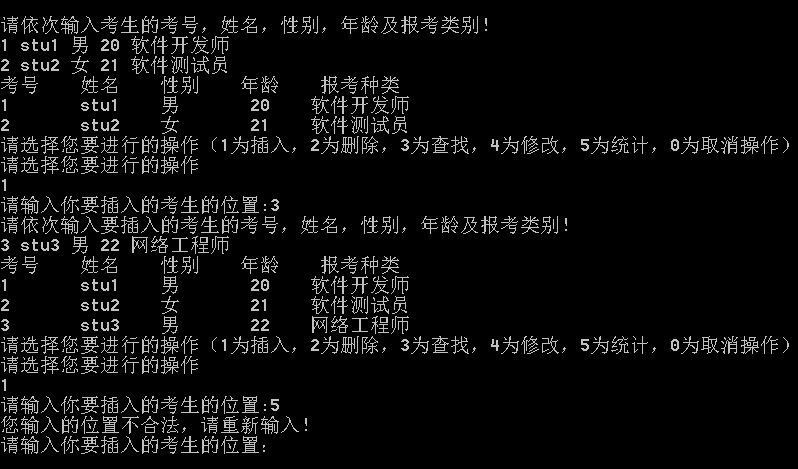 请依次输入考生的考号，姓名，性别，年龄及报考类别!
1 stu1 男 20 软件开发师
2 stu2 女 21 软件测试员
考号 姓名 性别 年龄 报考种类
1 stu1 男 20 软件开发师
2 stu2 女 21 软件测试员
请选择您要进行的操作（1为插入，2为删除，3为查找，4为修改，5为统计，0为取消操作）
请选择您要进行的操作
1
请输入你要插入的考生的位置:3
请依次输入要插入的考生的考号，姓名，性别，年龄及报考类别!
3 stu3 男 22 网络工程师
考号 姓名 性别 年龄 报考种类
1 stu1 男 20 软件开发师
2 stu2 女 21 软件测试员
3 stu3 男 22 网络工程师
请选择您要进行的操作（1为插入，2为删除，3为查找，4为修改，5为统计，0为取消操作）
请选择您要进行的操作
1
请输入你要插入的考生的位置:5
您输入的位置不合法，请重新输入!
请输入你要插入的考生的位置: